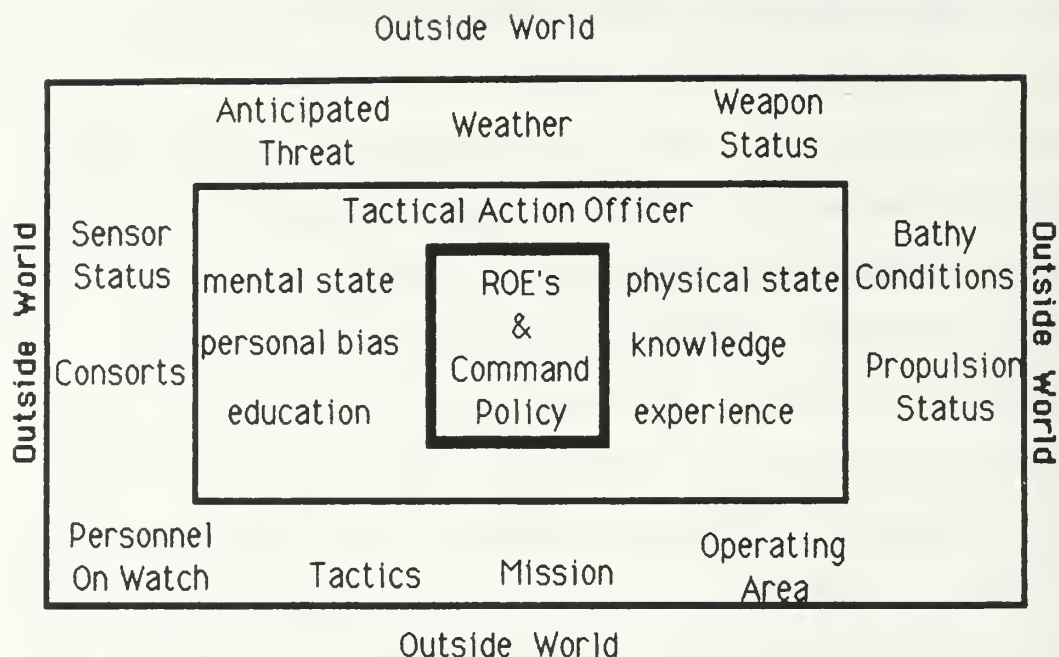 Outside World
Anticipated
Threat
Weather
Weapon
Status
Outside World
Sensor
Status
Consorts
Tactical Action Officer
mental state
personal bias
education
ROE's
&
Command
Policy
physical state
knowledge
experience
Bathy
Conditions
Propulsion
Status
Outside World
Personnel
On Watch
Tactics
Mission
Operating
Area
Outside World